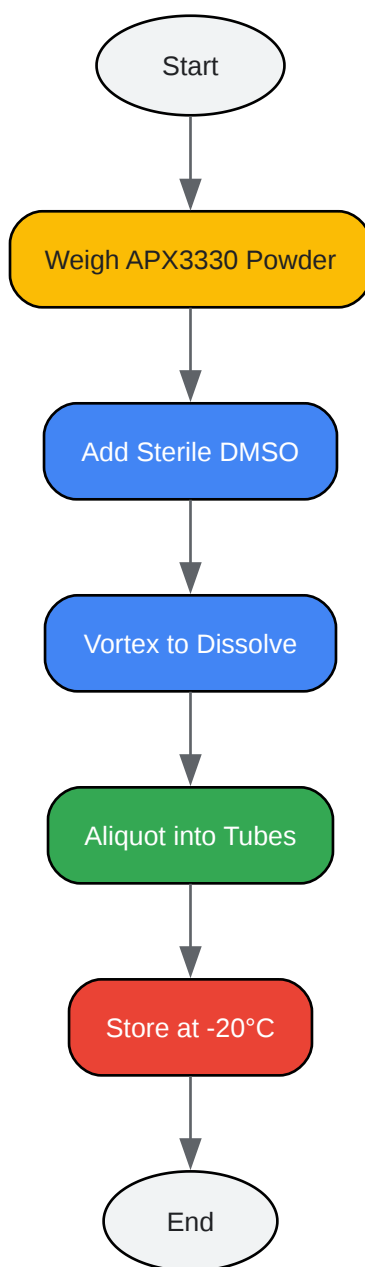 Start
Weigh APX3330 Powder
Add Sterile DMSO
Vortex to Dissolve
Aliquot into Tubes
Store at -20°C
End